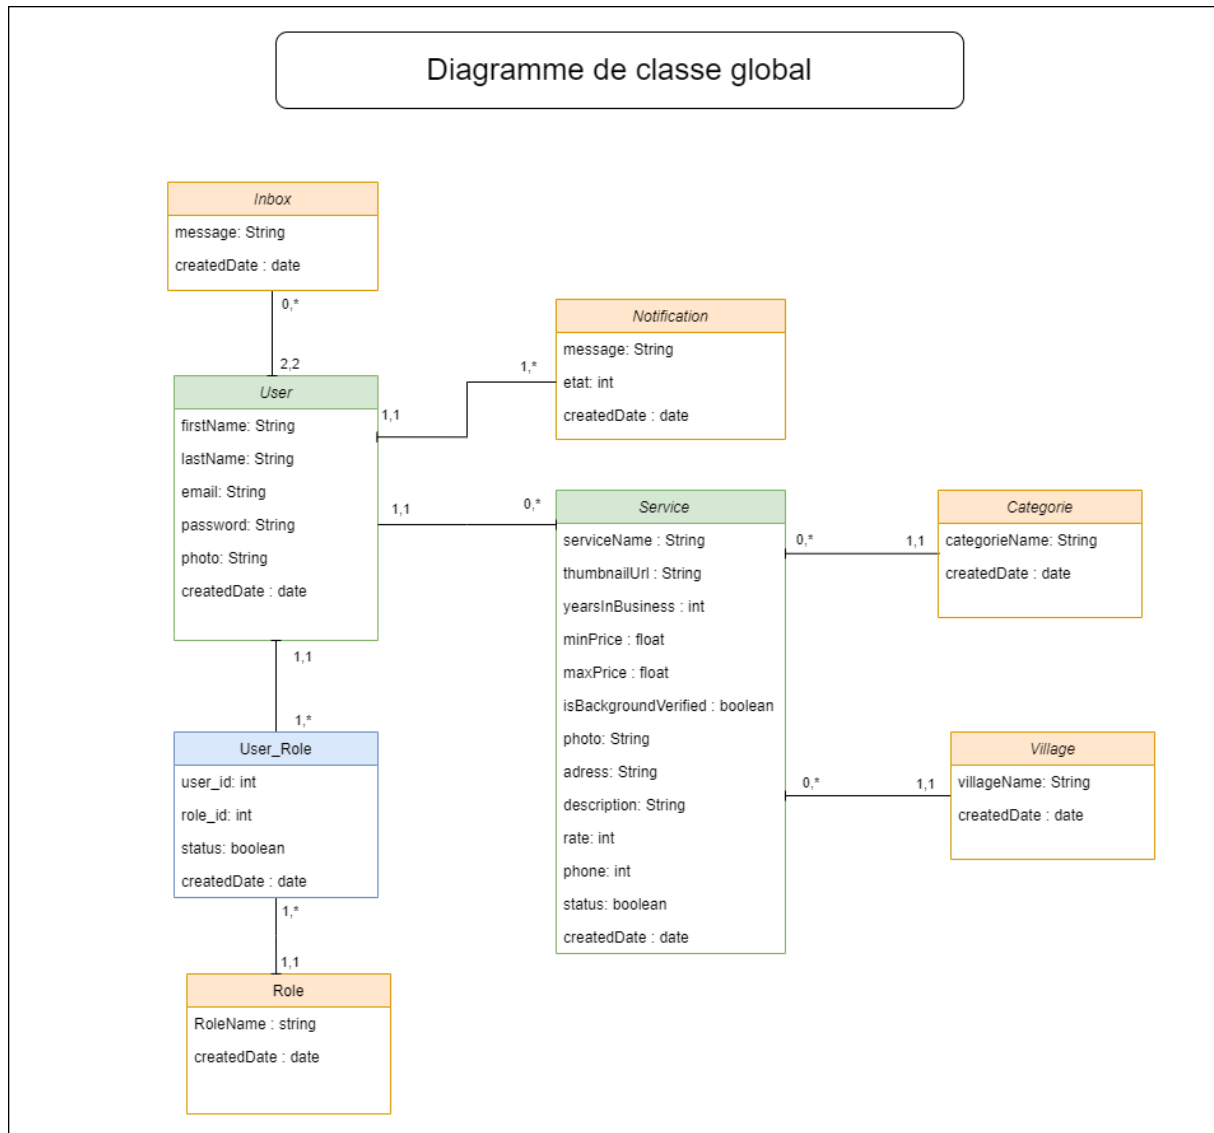 Diagramme de classe global
Inbox
message: String
createdDate : date
0,*
2,2
User
firstName: String
lastName: String
email: String
password: String
photo: String
createdDate : date
1,1
1,*
Notification
message: String
etat: int
createdDate : date
1,1
0,*
Service
serviceName : String
thumbnailUrl : String
yearsInBusiness : int
minPrice : float
maxPrice : float
isBackgroundVerified : boolean
photo: String
adress: String
description: String
rate: int
phone: int
status: boolean
createdDate : date
0,*
1,1
Categorie
categorieName: String
createdDate : date
0,*
1,1
Village
villageName: String
createdDate : date
1,1
1,*
User_Role
user_id: int
role_id: int
status: boolean
createdDate : date
1,*
1,1
Role
RoleName : string
createdDate : date